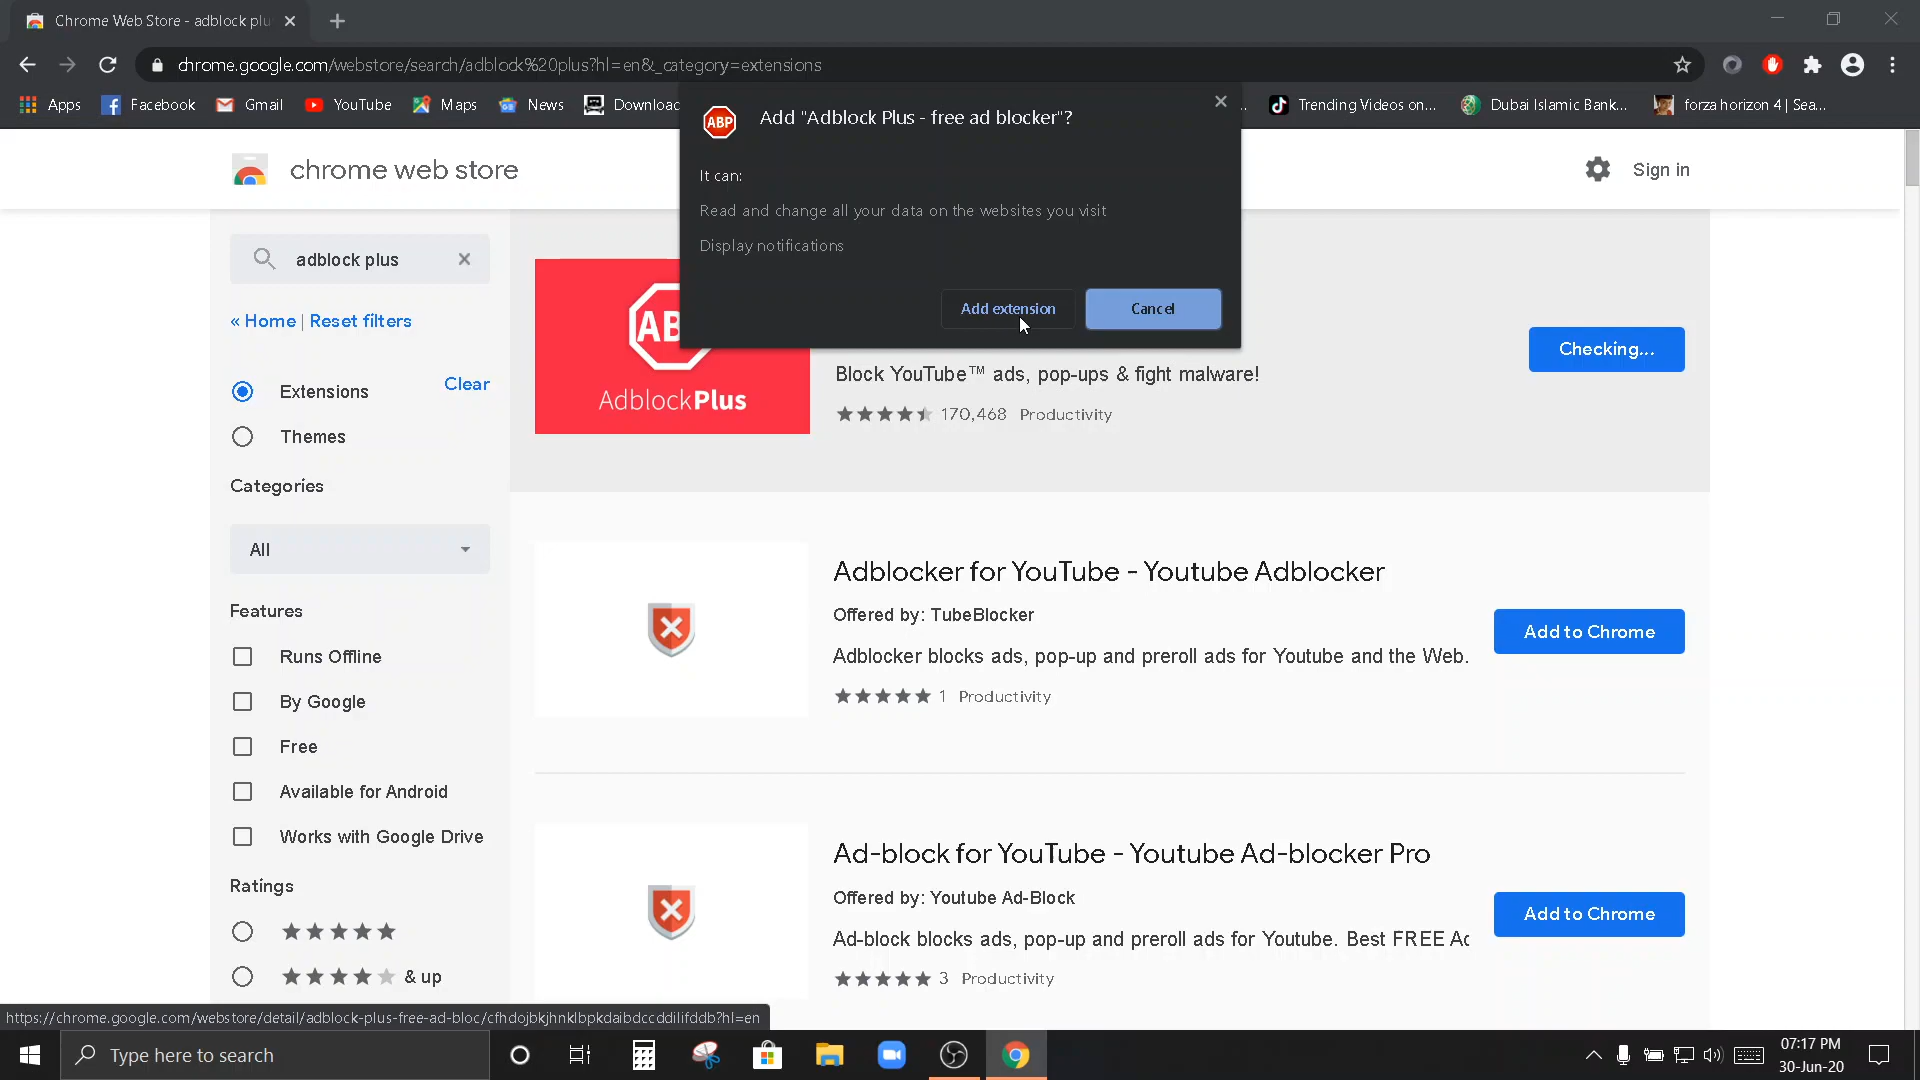 Chrome Web Store - adblock plu
chrome.google.com/webstore/search/adblock%20plus?hl=en&_category=extensions
Apps
Facebook
Gmail
YouTube
Maps
News
Download
Trending Videos on...
Dubai Islamic Bank...
forza horizon 4 | Sea...
ABP
Add "Adblock Plus - free ad blocker"?
It can:
Read and change all your data on the websites you visit
Display notifications
Add extension
Cancel
chrome web store
Sign in
adblock plus
« Home | Reset filters
Extensions
Clear
Themes
Categories
All
Features
Runs Offline
By Google
Free
Available for Android
Works with Google Drive
Ratings
& up
AB
AdblockPlus
Block YouTube™ ads, pop-ups & fight malware!
170,468 Productivity
Checking...
Adblocker for YouTube - Youtube Adblocker
Offered by: TubeBlocker
Adblocker blocks ads, pop-up and preroll ads for Youtube and the Web.
1 Productivity
Add to Chrome
Ad-block for YouTube - Youtube Ad-blocker Pro
Offered by: Youtube Ad-Block
Ad-block blocks ads, pop-up and preroll ads for Youtube. Best FREE Ad
3 Productivity
Add to Chrome
https://chrome.google.com/webstore/detail/adblock-plus-free-ad-bloc/cfhdojbkjhnklbpkdaibdccddilifddb?hl=en
Type here to search
07:17 PM
30-Jun-20